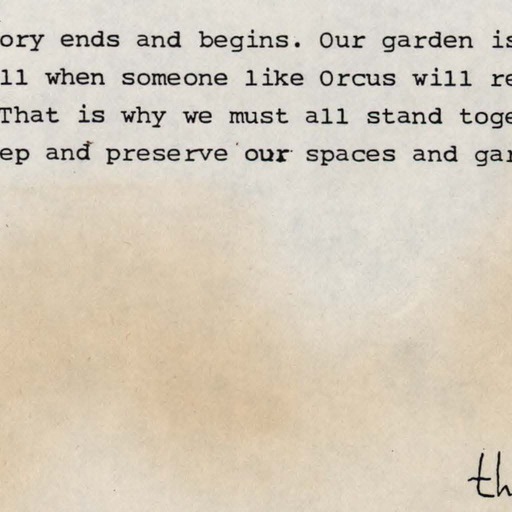 ory ends and begins. Our garden is
ll when someone like Orcus will re
That is why we must all stand toge
ep and preserve our spaces and gar
th